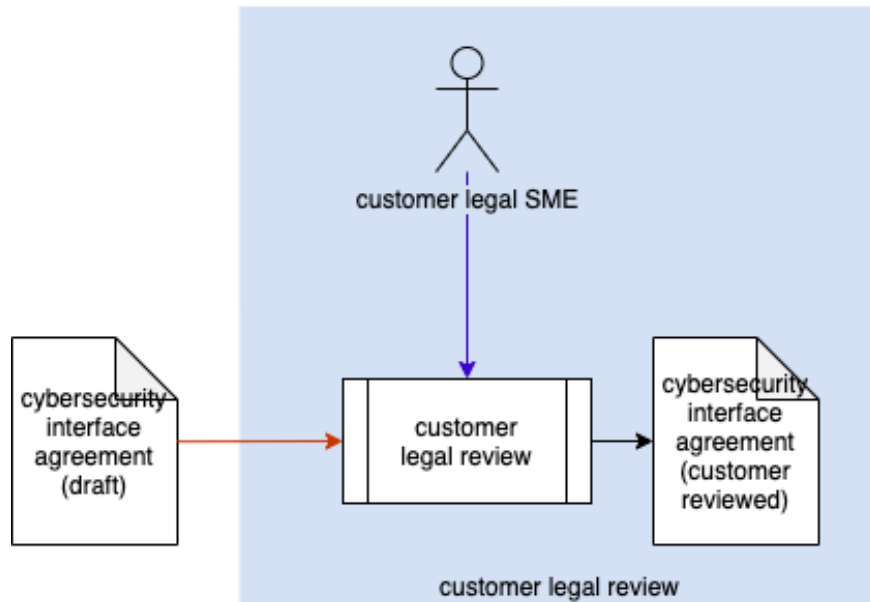 customer legal SME
cybersecurity
interface
agreement
(draft)
customer
legal review
cybersecurity
interface
agreement
(customer
reviewed)
customer legal review